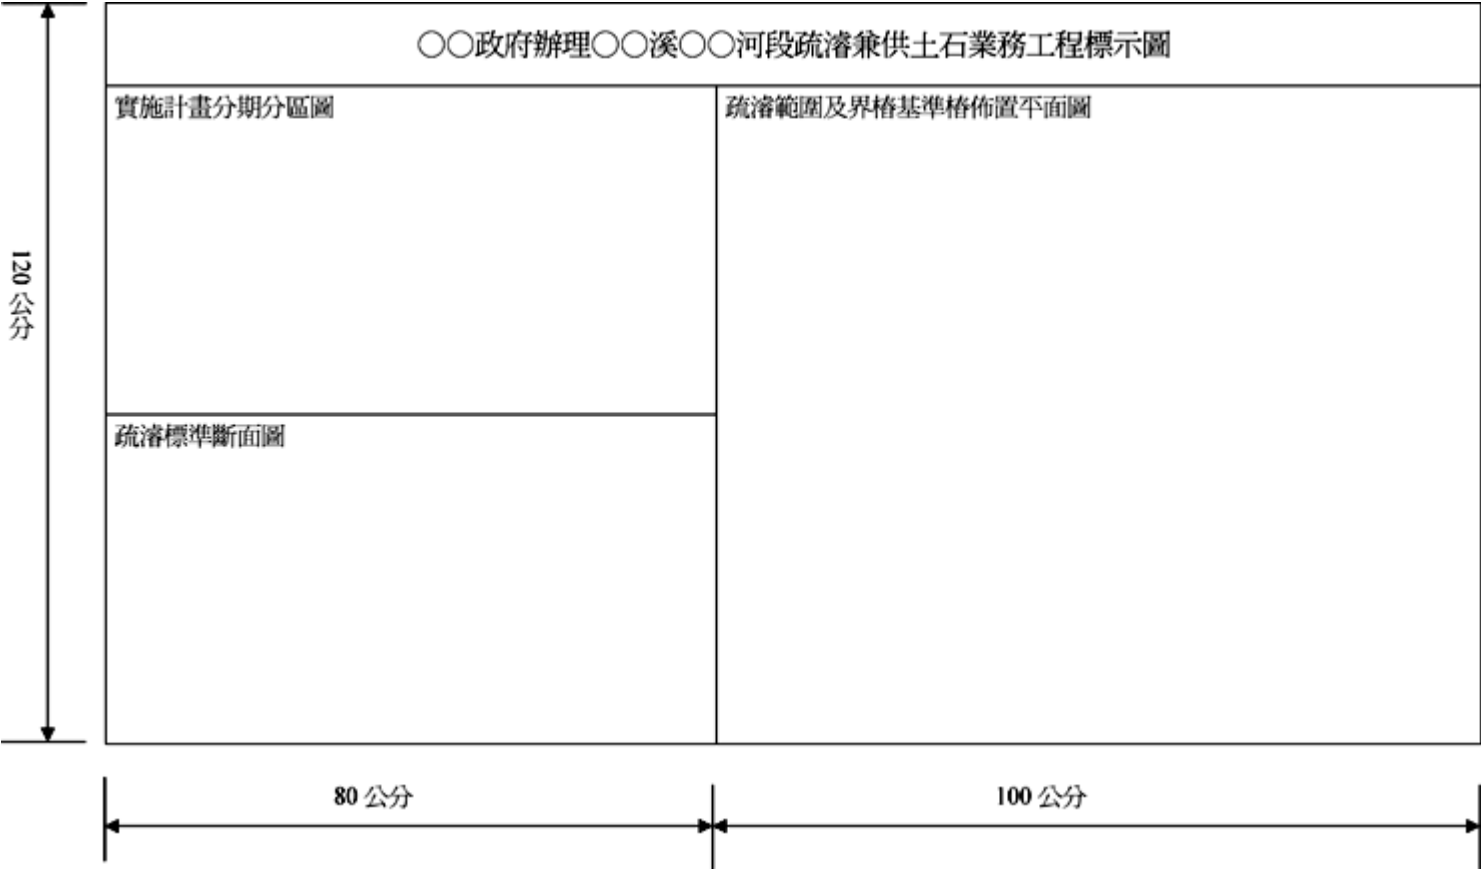 ○○政府辦理○○溪○○河段疏濬兼供土石業務工程標示圖
實施計畫分期分區圖
疏濬範圍及界樁基準樁佈置平面圖
120 公分
疏濬標準斷面圖
80 公分
100 公分